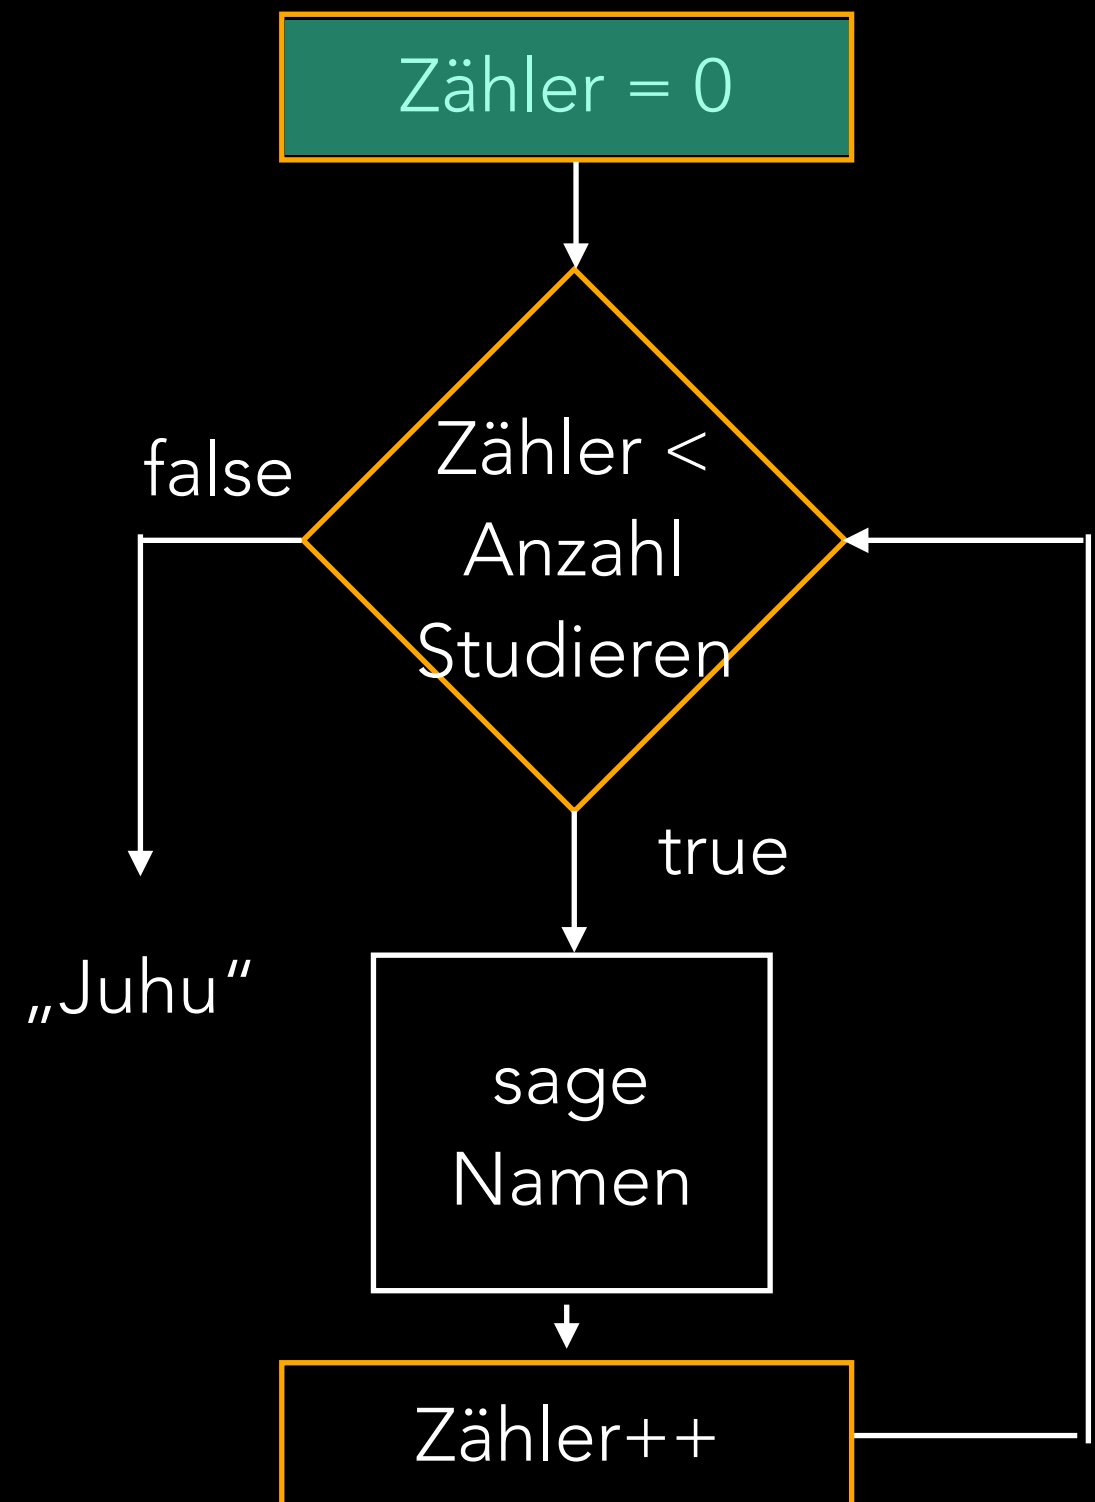 Zähler = 0
false
Zähler <
Anzahl
Studieren
true
„Juhu“
sage
Namen
Zähler++